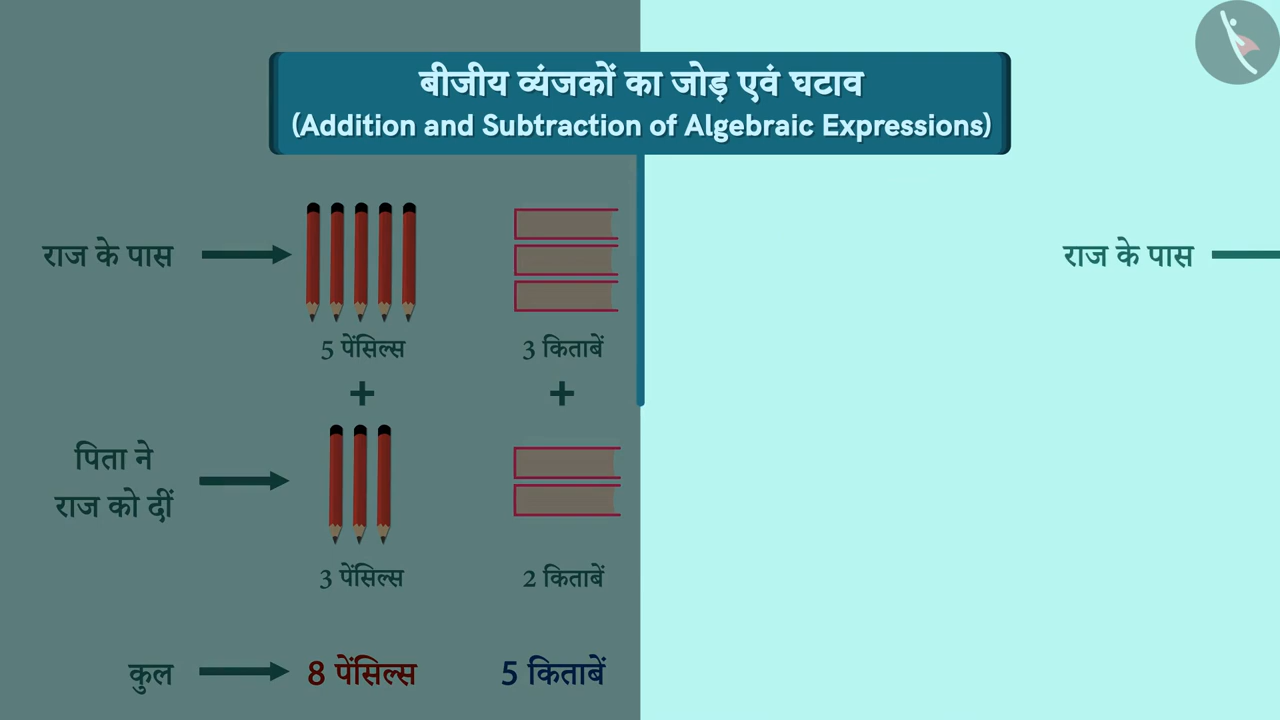 बीजीय व्यंजकों का जोड़ एवं घटाव
(Addition and Subtraction of Algebraic Expressions)
राज के पास
5 पेंसिल्स
3 किताबें
राज के पास
+
+
पिता ने
राज को दीं
3 पेंसिल्स
2 किताबें
कुल
8 पेंसिल्स
5 किताबें